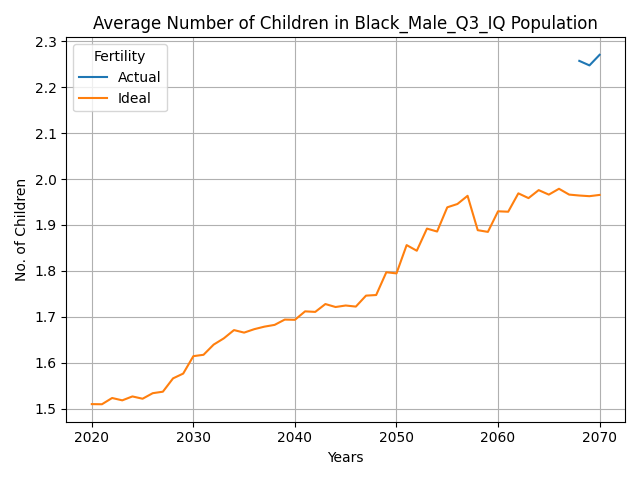 Average Number of Children in Black_Male_Q3_IQ Population
Fertility
Actual
Ideal
No. of Children
2.3
2.2
2.1
2.0
1.9
1.8
1.7
1.6
1.5
2020 2030 2040 2050 2060 2070
Years